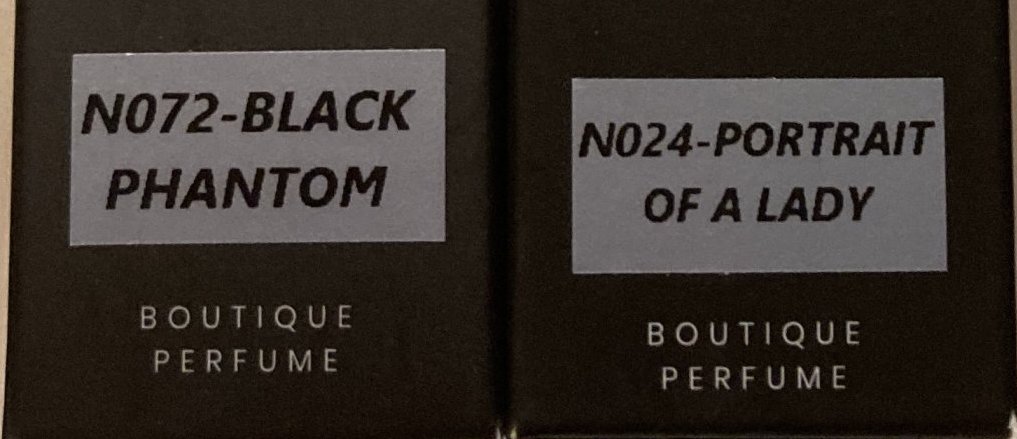 N072-BLACK
PHANTOM
BOUTIQUE
PERFUME
N024-PORTRAIT
OF A LADY
BOUTIQUE
PERFUME